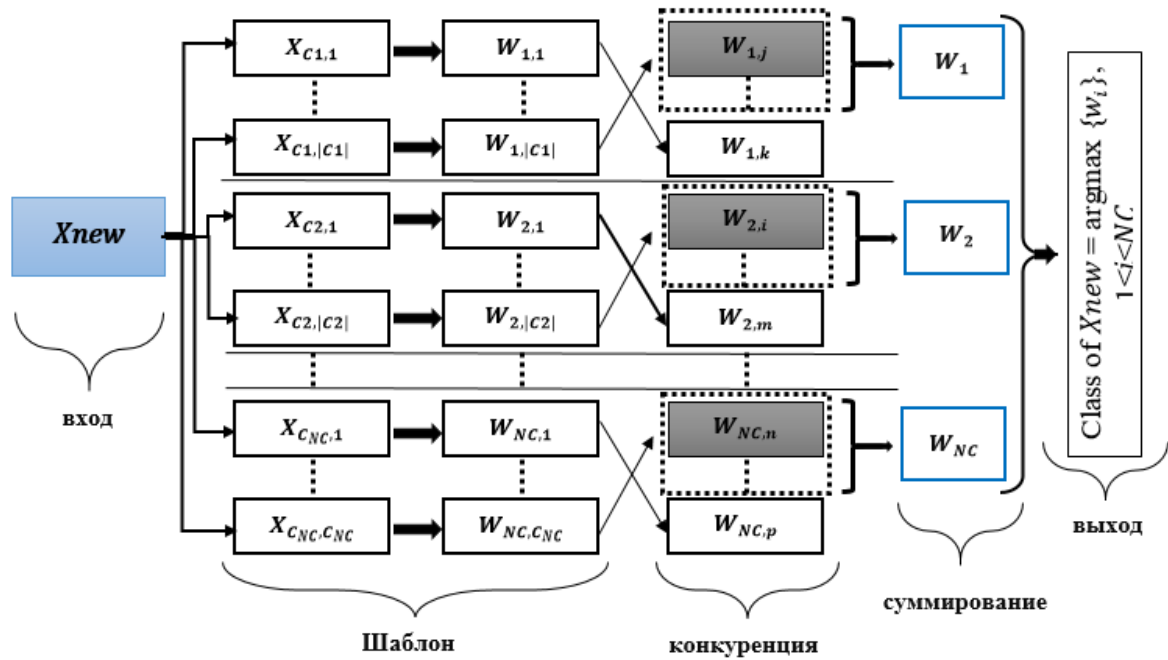 Xnew
вход
X_{C1,1}
W_{1,1}
W_{1,j}
W_1
X_{C1,|C1|}
W_{1,|C1|}
W_{1,k}
X_{C2,1}
W_{2,1}
W_{2,i}
W_2
X_{C2,|C2|}
W_{2,|C2|}
W_{2,m}
X_{C_{NC},1}
W_{NC,1}
W_{NC,n}
W_{NC}
X_{C_{NC},C_{NC}}
W_{NC,C_{NC}}
W_{NC,p}
Class of Xnew = argmax {w_i},
1<i<NC
Шаблон
конкуренция
суммирование
выход